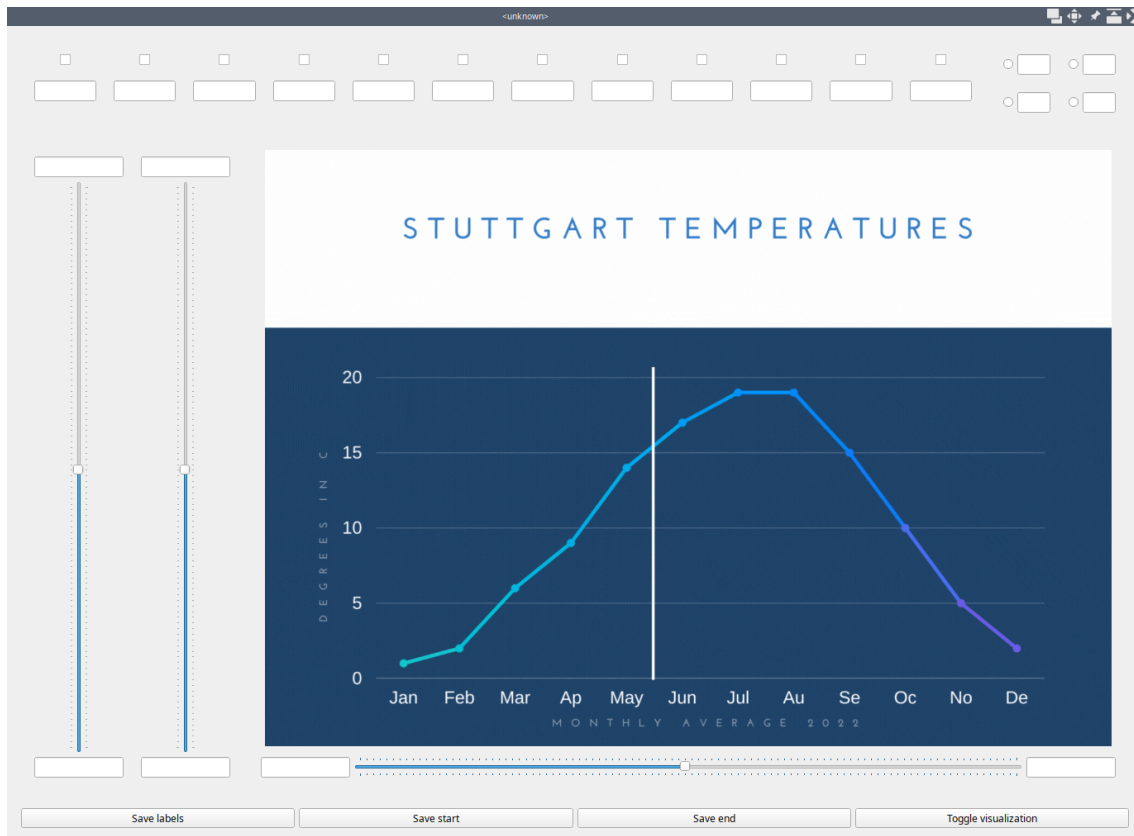 <unknown>
STUTTGART TEMPERATURES
20
15
10
5
0
DEGREES IN C
Jan Feb Mar Ap May Jun Jul Au Se Oc No De
MONTHLY AVERAGE 2022
Save labels Save start Save end Toggle visualization